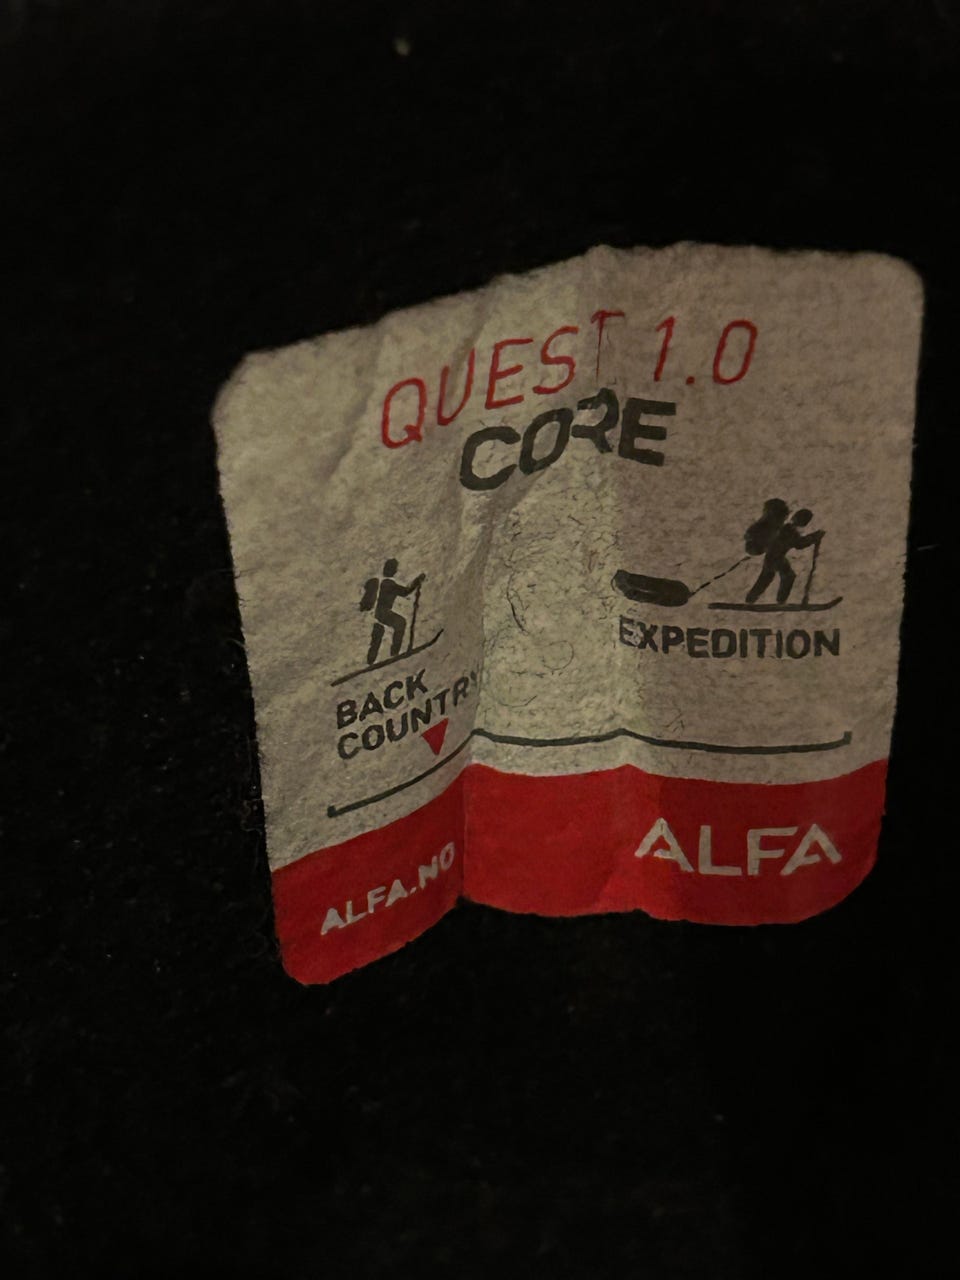 QUEST 1.0
CORE
BACK
COUNTRY
EXPEDITION
ALFA.NO
ALFA